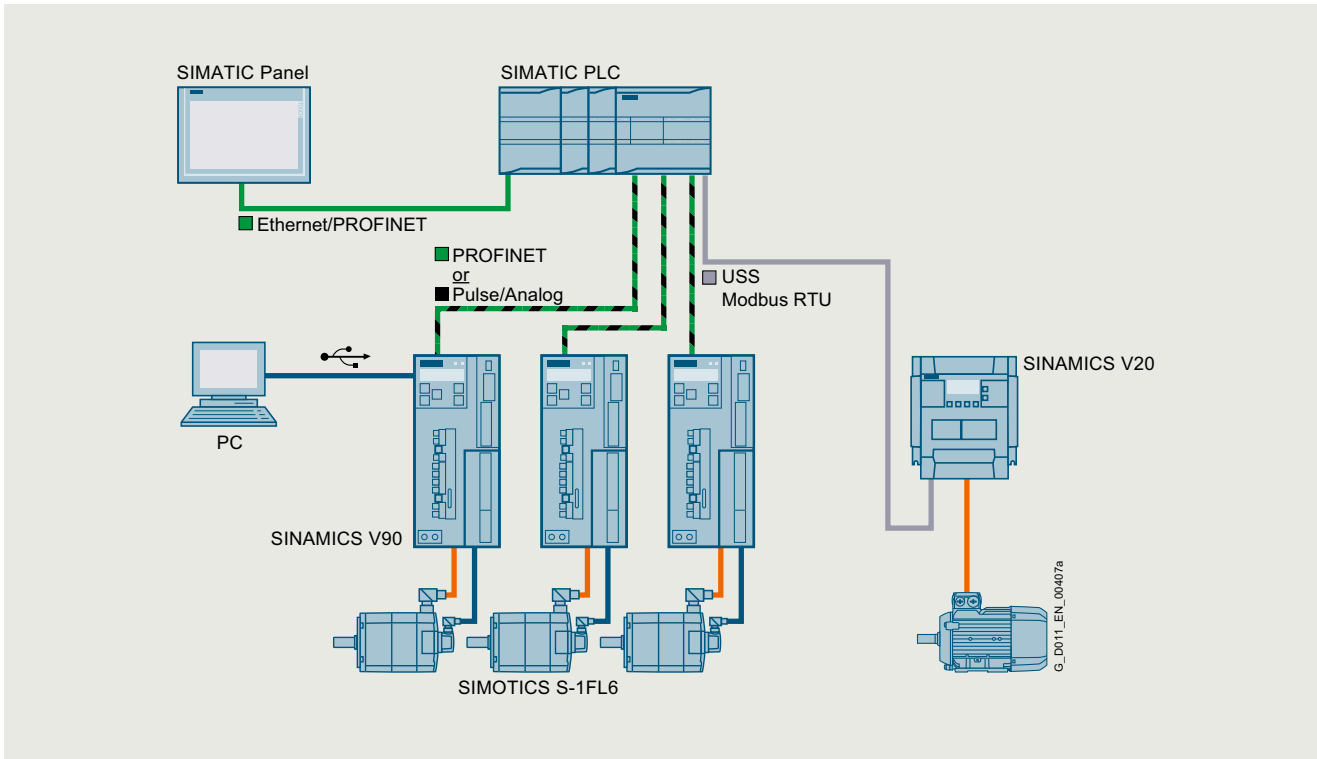 SIMATIC Panel
SIMATIC PLC
Ethernet/PROFINET
PROFINET
or
Pulse/Analog
USS
Modbus RTU
SINAMICS V20
PC
SINAMICS V90
SIMOTICS S-1FL6
G_D011_EN_00407a